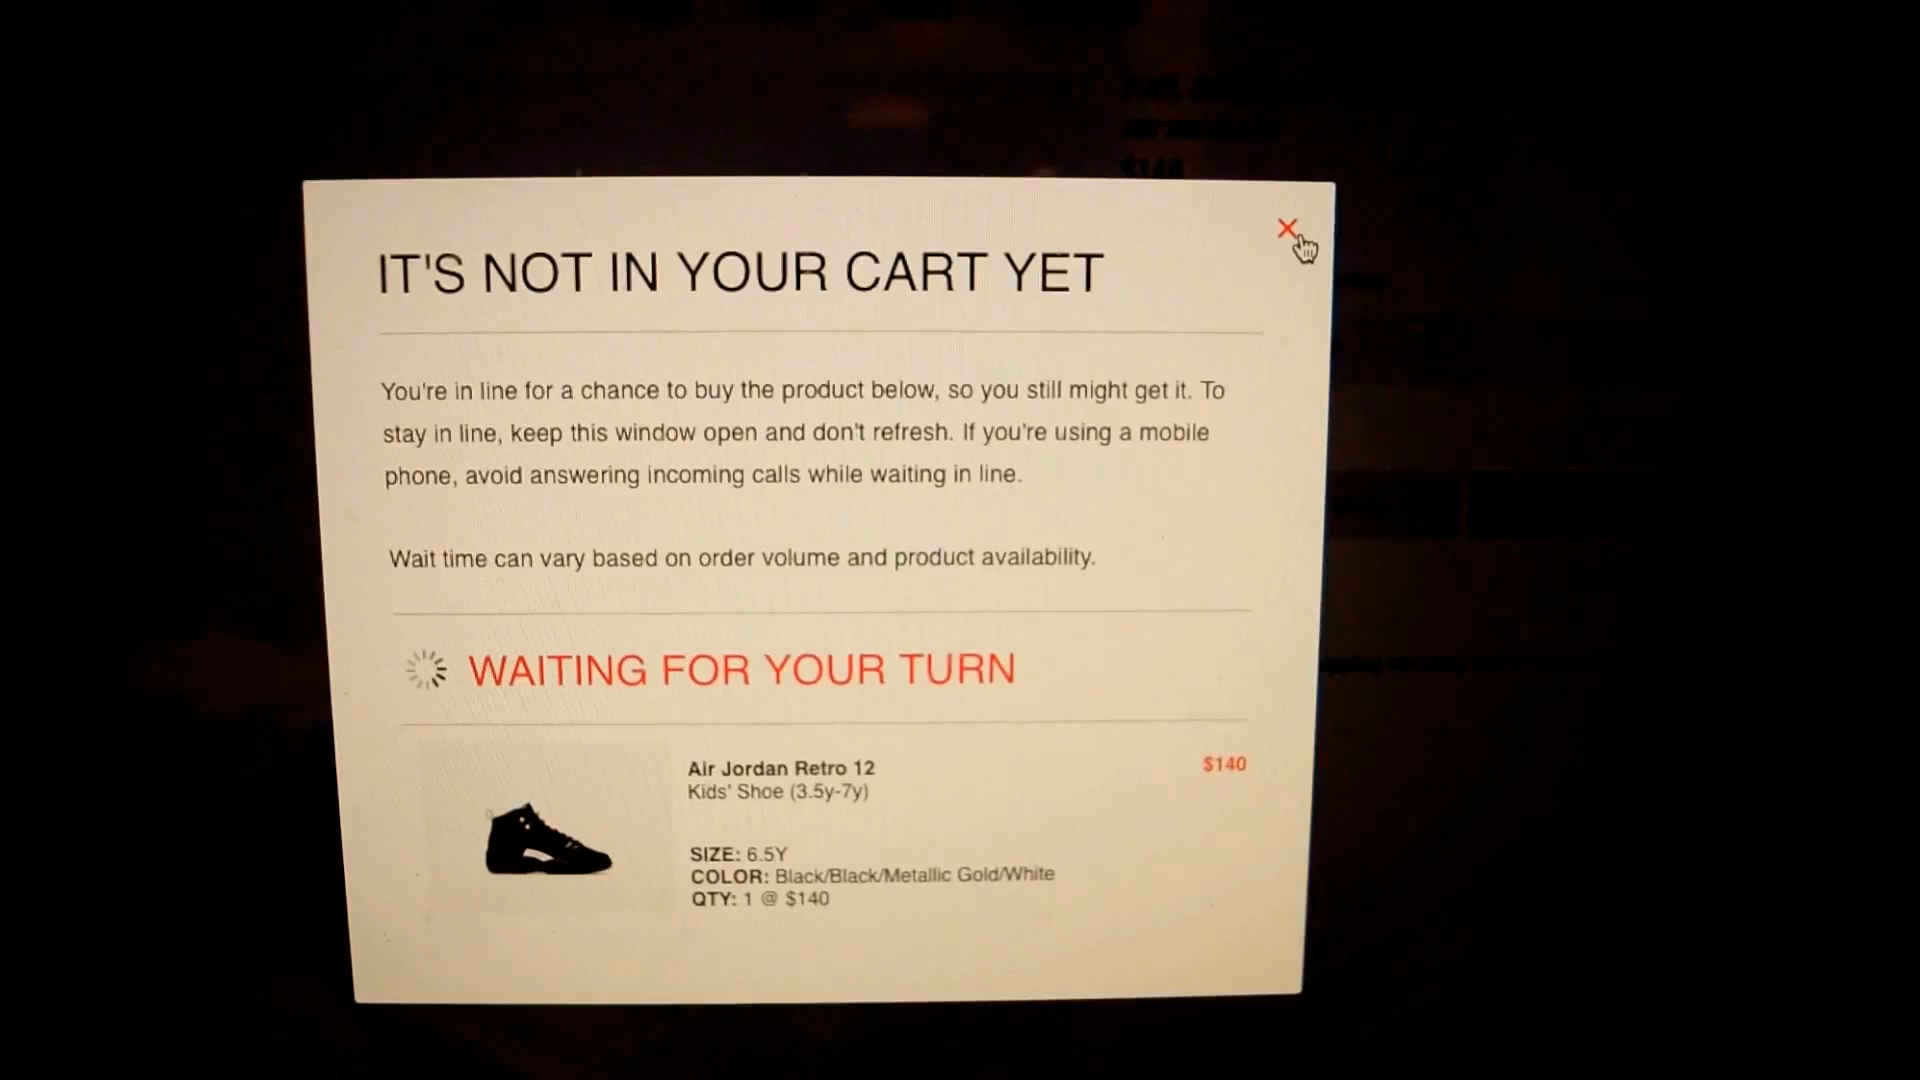 IT'S NOT IN YOUR CART YET
You're in line for a chance to buy the product below, so you still might get it. To
stay in line, keep this window open and don't refresh. If you're using a mobile
phone, avoid answering incoming calls while waiting in line.
Wait time can vary based on order volume and product availability.
WAITING FOR YOUR TURN
Air Jordan Retro 12
$140
Kids' Shoe (3.5y-7y)
SIZE: 6.5Y
COLOR: Black/Black/Metallic Gold/White
QTY: 1 @ $140